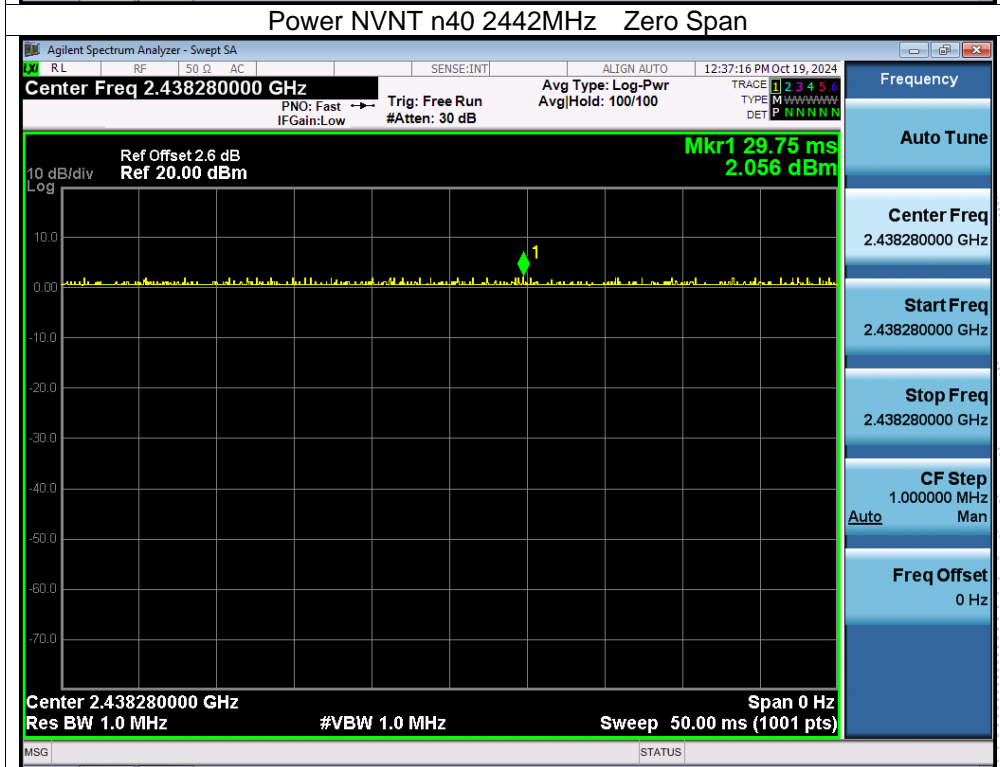 Power NVNT n40 2442MHz Zero Span
Agilent Spectrum Analyzer - Swept SA
LXI RL RF 50 Ω AC SENSE:INT ALIGN AUTO 12:37:16 PM Oct 19, 2024
Center Freq 2.438280000 GHz
PNO: Fast
IFGain:Low
Trig: Free Run
#Atten: 30 dB
Avg Type: Log-Pwr
Avg|Hold: 100/100
TRACE 1 2 3 4 5 6
TYPE M WWWWW
DET P N N N N N
Frequency
Mkr1 29.75 ms
2.056 dBm
Ref Offset 2.6 dB
10 dB/div Ref 20.00 dBm
Log
10.0
0.00
-10.0
-20.0
-30.0
-40.0
-50.0
-60.0
-70.0
1
Center 2.438280000 GHz Span 0 Hz
Res BW 1.0 MHz #VBW 1.0 MHz Sweep 50.00 ms (1001 pts)
MSG STATUS
Auto Tune
Center Freq
2.438280000 GHz
Start Freq
2.438280000 GHz
Stop Freq
2.438280000 GHz
CF Step
1.000000 MHz
Auto Man
Freq Offset
0 Hz